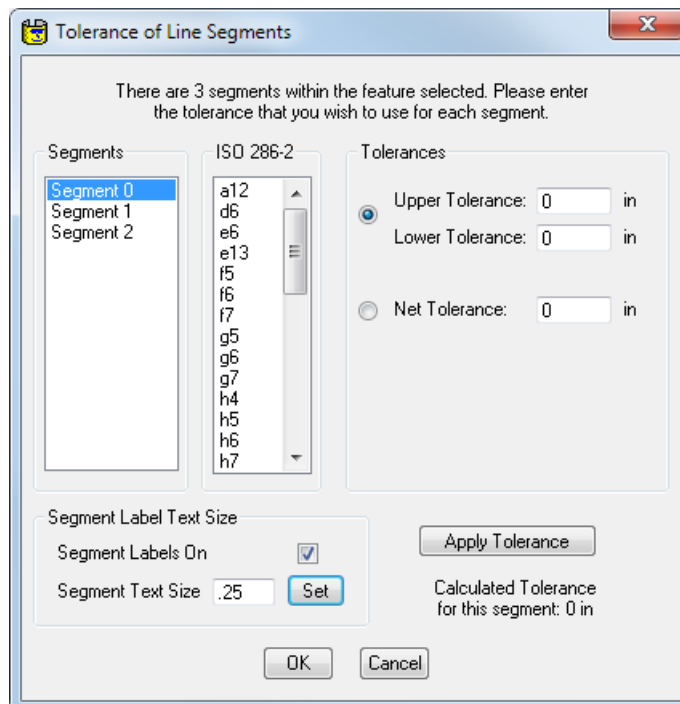 Tolerance of Line Segments
There are 3 segments within the feature selected. Please enter
the tolerance that you wish to use for each segment.
Segments
Segment 0
Segment 1
Segment 2
ISO 286-2
a12
d6
e6
e13
f5
f6
f7
g5
g6
g7
h4
h5
h6
h7
Tolerances
Upper Tolerance: 0 in
Lower Tolerance: 0 in
Net Tolerance: 0 in
Segment Label Text Size
Segment Labels On
Segment Text Size .25 Set
Apply Tolerance
Calculated Tolerance
for this segment: 0 in
OK Cancel